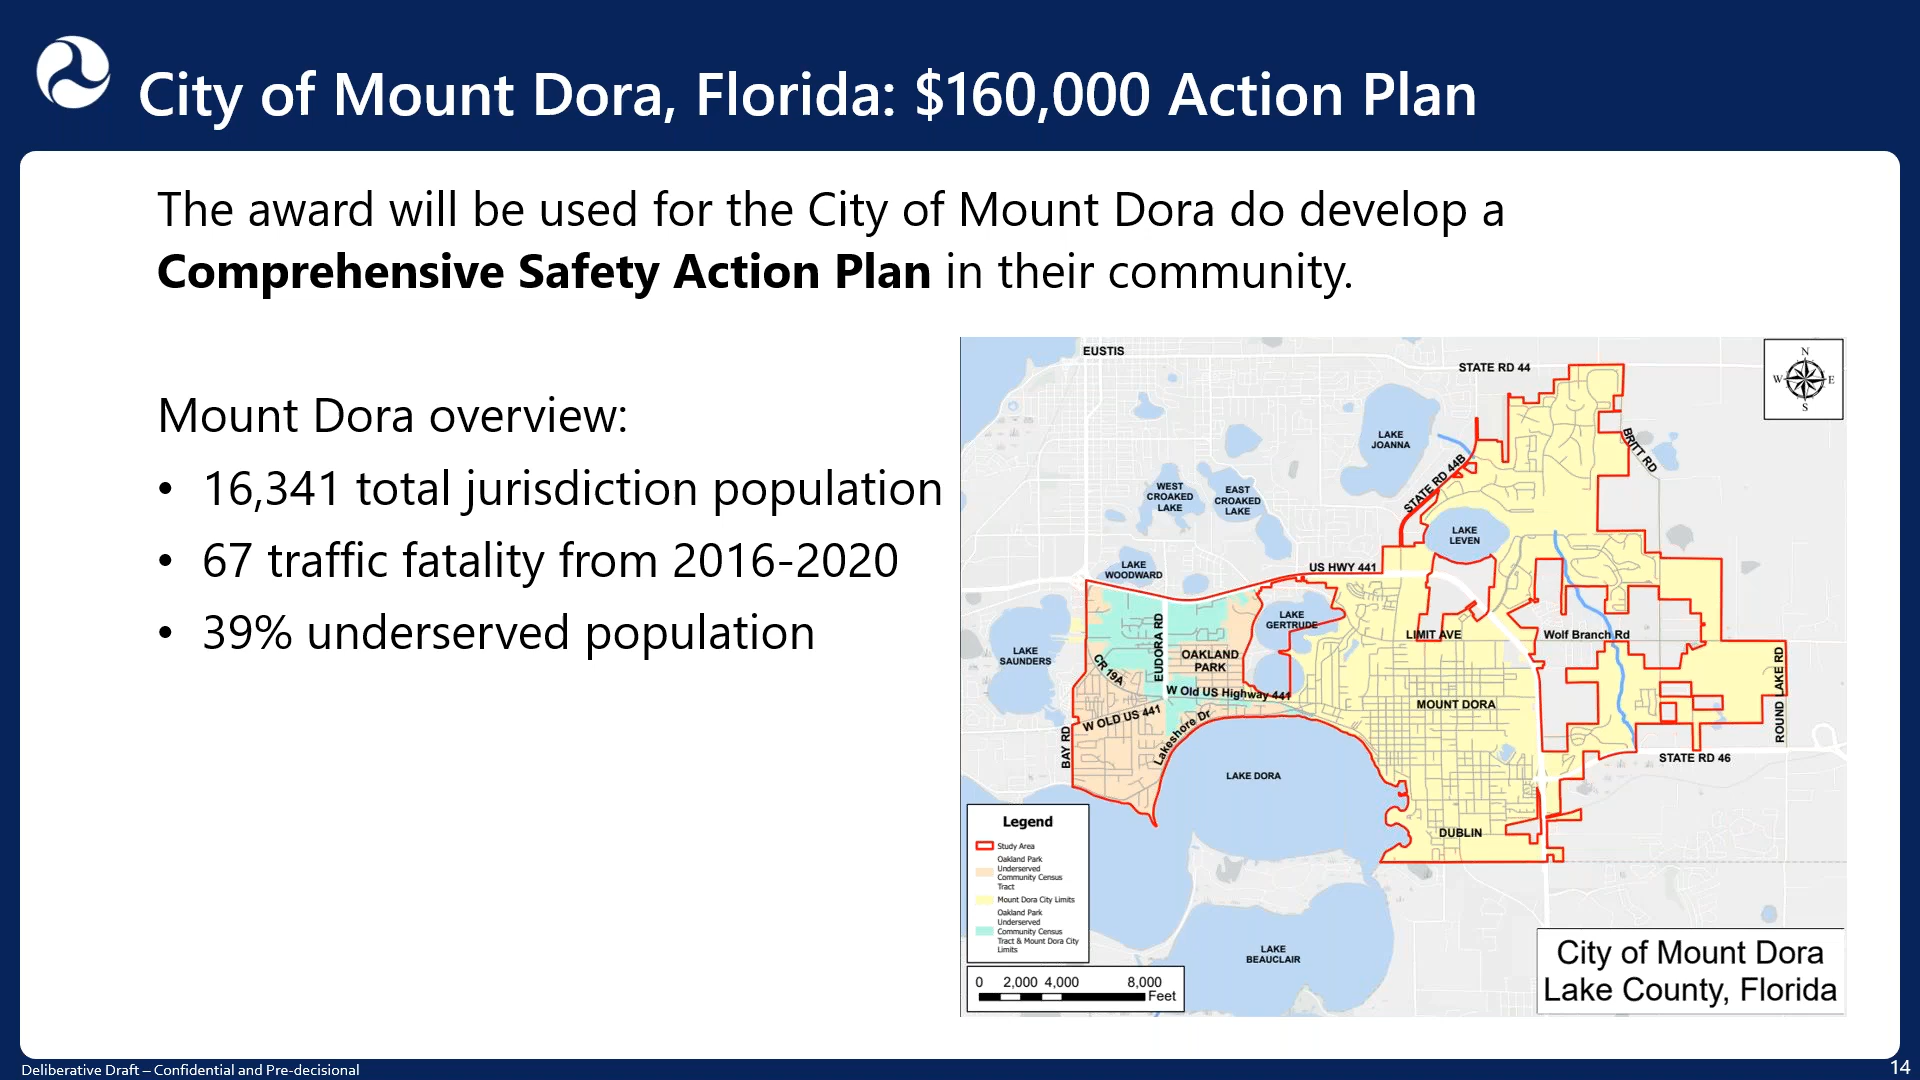 City of Mount Dora, Florida: $160,000 Action Plan
The award will be used for the City of Mount Dora do develop a
Comprehensive Safety Action Plan in their community.
Mount Dora overview:
• 16,341 total jurisdiction population
• 67 traffic fatality from 2016-2020
• 39% underserved population
EUSTIS
STATE RD 44
N
W E
S
LAKE
JOANNA
BRITT RD
STATE RD 44B
WEST
CROAKED
LAKE
EAST
CROAKED
LAKE
LAKE
LEVEN
LAKE
WOODWARD
US HWY 441
LAKE
GERTRUDE
LIMIT AVE
Wolf Branch Rd
LAKE
SAUNDERS
CR 19A
EUDORA RD
OAKLAND
PARK
ROUND LAKE RD
W Old US Highway 441
MOUNT DORA
W OLD US 441
Lakeshore Dr
BAY RD
STATE RD 46
LAKE DORA
DUBLIN
Legend
Study Area
Oakland Park
Underserved
Community Census
Tract
Mount Dora City Limits
Oakland Park
Underserved
Community Census
Tract & Mount Dora City
Limits
LAKE
BEAUCLAIR
0 2,000 4,000 8,000
Feet
City of Mount Dora
Lake County, Florida
Deliberative Draft – Confidential and Pre-decisional
14